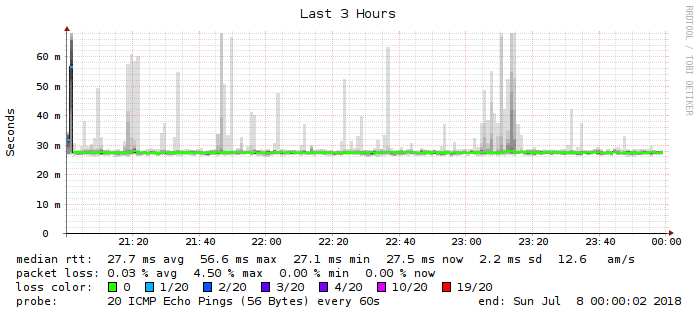 Last 3 Hours
RRDTOOL / TOBI OETIKER
Seconds
60 m
50 m
40 m
30 m
20 m
10 m
0
21:20 21:40 22:00 22:20 22:40 23:00 23:20 23:40 00:00
median rtt: 27.7 ms avg 56.6 ms max 27.1 ms min 27.5 ms now 2.2 ms sd 12.6 am/s
packet loss: 0.03 % avg 4.50 % max 0.00 % min 0.00 % now
loss color: 0 1/20 2/20 3/20 4/20 10/20 19/20
probe: 20 ICMP Echo Pings (56 Bytes) every 60s end: Sun Jul 8 00:00:02 2018